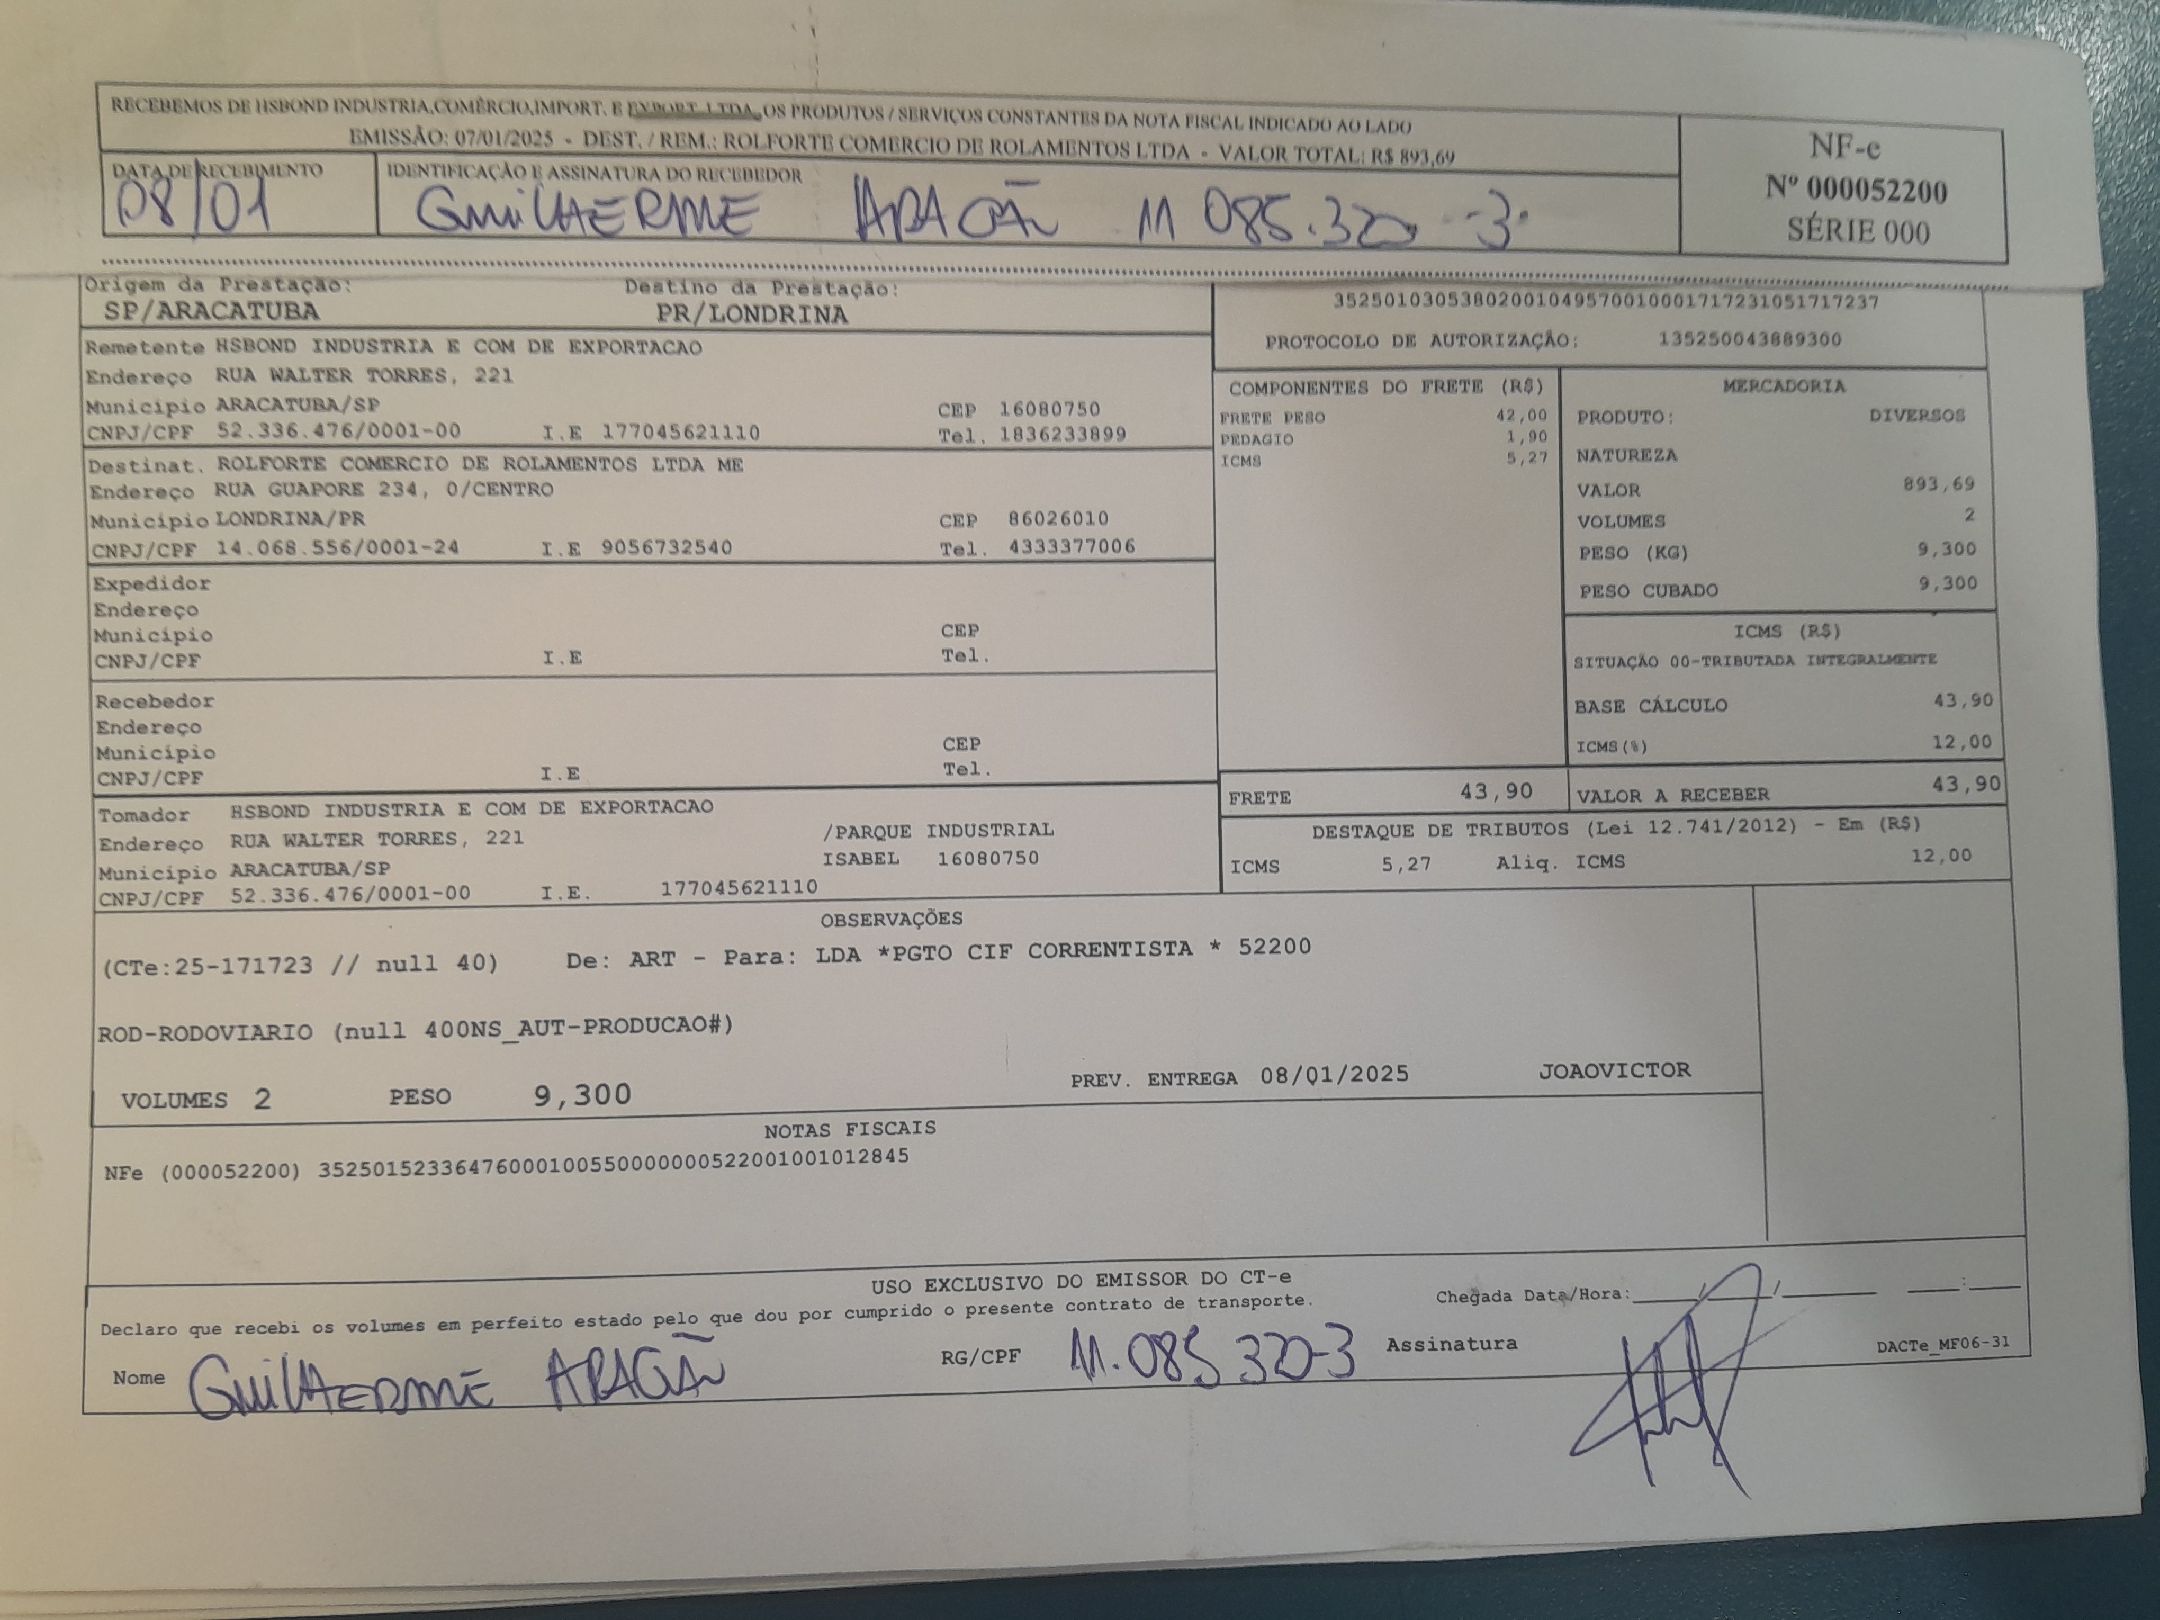 RECEBEMOS DE HSBOND INDUSTRIA,COMÉRCIO,IMPORT. E EXPORT. LTDA, OS PRODUTOS / SERVIÇOS CONSTANTES DA NOTA FISCAL INDICADO AO LADO
EMISSÃO: 07/01/2025 - DEST. / REM.: ROLFORTE COMERCIO DE ROLAMENTOS LTDA - VALOR TOTAL: R$ 893,69
NF-e
Nº 000052200
SÉRIE 000
DATA DE RECEBIMENTO
08/01
IDENTIFICAÇÃO E ASSINATURA DO RECEBEDOR
GUILHERME ARAGÃO 11 085.320-3
Origem da Prestação: Destino da Prestação:
SP/ARACATUBA PR/LONDRINA
35250103053802001049570010001717231051717237
PROTOCOLO DE AUTORIZAÇÃO: 135250043889300
Remetente HSBOND INDUSTRIA E COM DE EXPORTACAO
Endereço RUA WALTER TORRES, 221
Município ARACATUBA/SP CEP 16080750
CNPJ/CPF 52.336.476/0001-00 I.E 177045621110 Tel. 1836233899
Destinat. ROLFORTE COMERCIO DE ROLAMENTOS LTDA ME
Endereço RUA GUAPORE 234, 0/CENTRO
Município LONDRINA/PR CEP 86026010
CNPJ/CPF 14.068.556/0001-24 I.E 9056732540 Tel. 4333377006
Expedidor
Endereço
Município CEP
CNPJ/CPF I.E Tel.
Recebedor
Endereço
Município CEP
CNPJ/CPF I.E Tel.
Tomador HSBOND INDUSTRIA E COM DE EXPORTACAO
Endereço RUA WALTER TORRES, 221 /PARQUE INDUSTRIAL
Município ARACATUBA/SP ISABEL 16080750
CNPJ/CPF 52.336.476/0001-00 I.E. 177045621110
COMPONENTES DO FRETE (R$)
FRETE PESO 42,00
PEDAGIO 1,90
ICMS 5,27
MERCADORIA
PRODUTO: DIVERSOS
NATUREZA
VALOR 893,69
VOLUMES 2
PESO (KG) 9,300
PESO CUBADO 9,300
ICMS (R$)
SITUAÇÃO 00-TRIBUTADA INTEGRALMENTE
BASE CÁLCULO 43,90
ICMS(%) 12,00
FRETE 43,90 VALOR A RECEBER 43,90
DESTAQUE DE TRIBUTOS (Lei 12.741/2012) - Em (R$)
ICMS 5,27 Aliq. ICMS 12,00
OBSERVAÇÕES
(CTe:25-171723 // null 40) De: ART - Para: LDA *PGTO CIF CORRENTISTA * 52200
ROD-RODOVIARIO (null 400NS_AUT-PRODUCAO#)
VOLUMES 2 PESO 9,300 PREV. ENTREGA 08/01/2025 JOAOVICTOR
NOTAS FISCAIS
NFe (000052200) 35250152336476000100550000000522001001012845
USO EXCLUSIVO DO EMISSOR DO CT-e
Declaro que recebi os volumes em perfeito estado pelo que dou por cumprido o presente contrato de transporte.
Chegada Data/Hora:____/____/______ ___:___
Nome GUILHERME ARAGÃO RG/CPF 11.085 320-3 Assinatura
DACTe_MF06-31